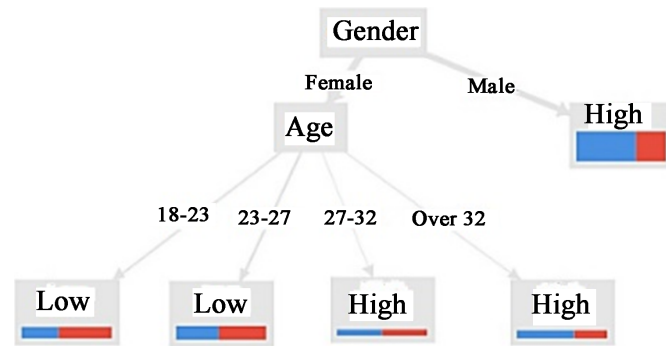 Gender
Female
Male
High
Age
18-23
23-27
27-32
Over 32
Low
Low
High
High